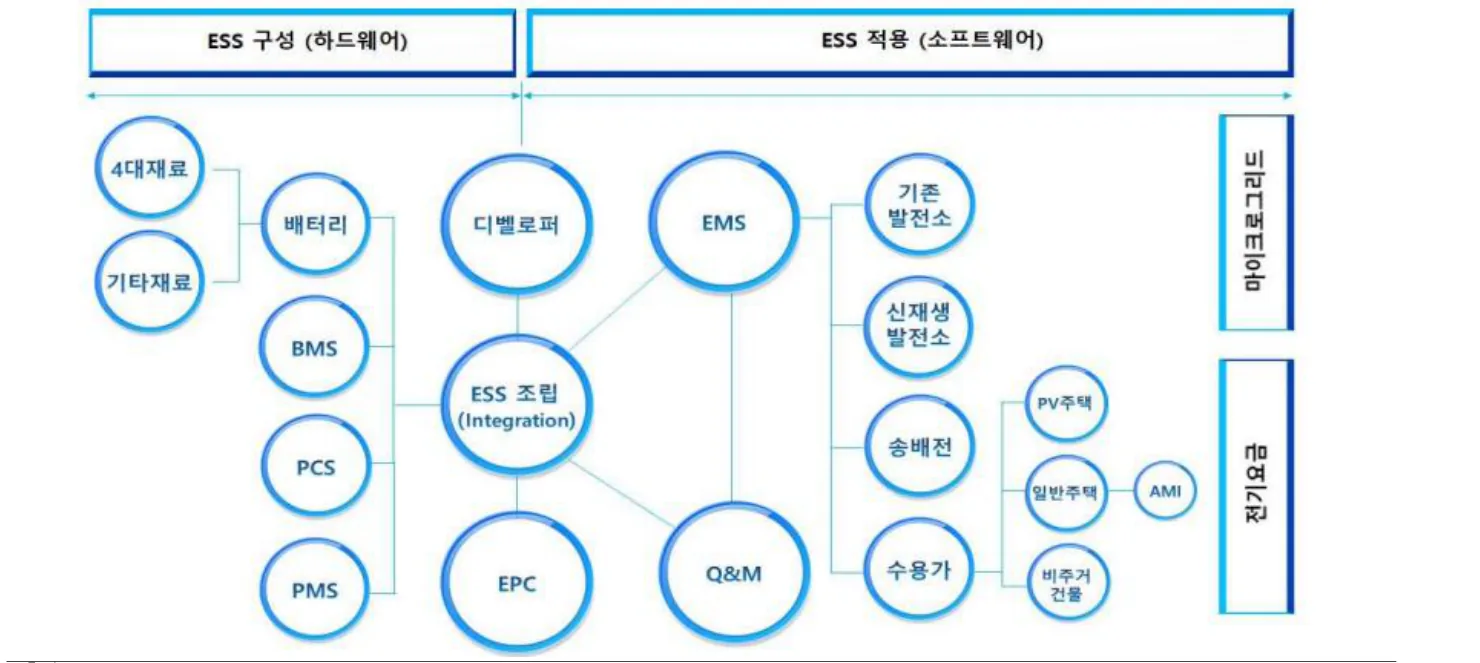 ESS 구성 (하드웨어)
ESS 적용 (소프트웨어)
4대재료
기타재료
배터리
BMS
PCS
PMS
디벨로퍼
ESS 조립
(Integration)
EPC
EMS
Q&M
기존
발전소
신재생
발전소
송배전
수용가
PV주택
일반주택
비주거
건물
AMI
마이크로그리드
전기요금